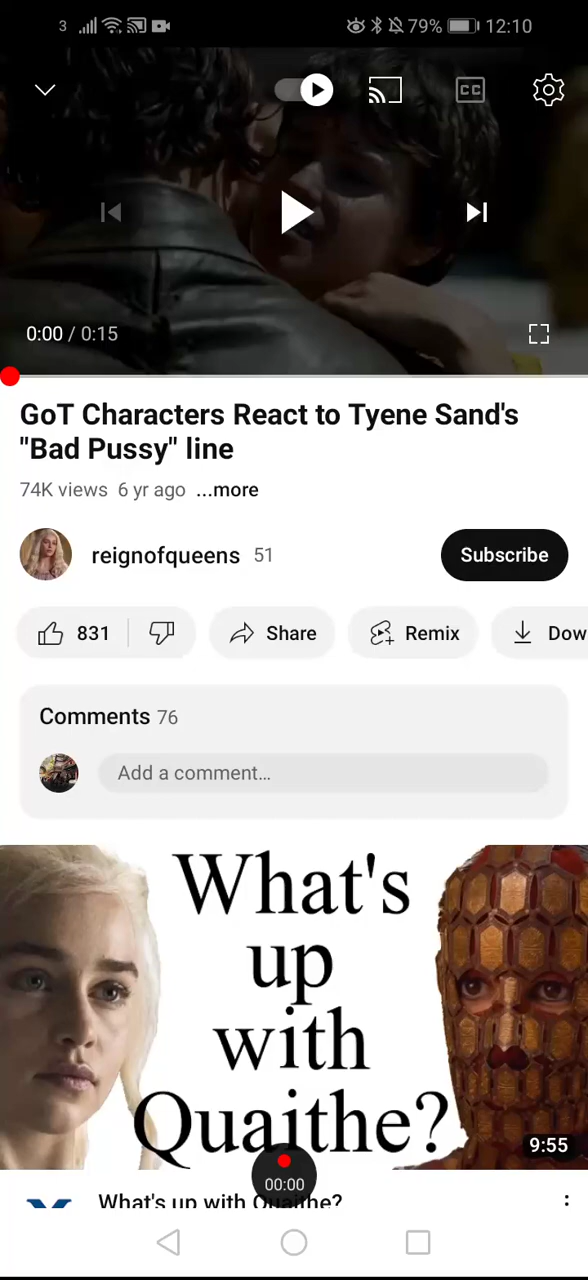 3
79%
12:10
CC
0:00 / 0:15
GoT Characters React to Tyene Sand's
"Bad Pussy" line
74K views 6 yr ago ...more
reignofqueens 51
Subscribe
831
Share
Remix
Dow
Comments 76
Add a comment...
What's
up
with
Quaithe?
9:55
00:00
What's up with Quaithe?